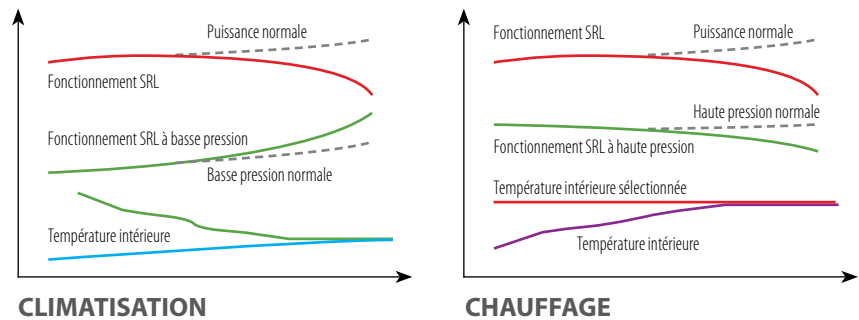 Puissance normale
Fonctionnement SRL
Fonctionnement SRL à basse pression
Basse pression normale
Température intérieure
CLIMATISATION
Fonctionnement SRL
Puissance normale
Haute pression normale
Fonctionnement SRL à haute pression
Température intérieure sélectionnée
Température intérieure
CHAUFFAGE